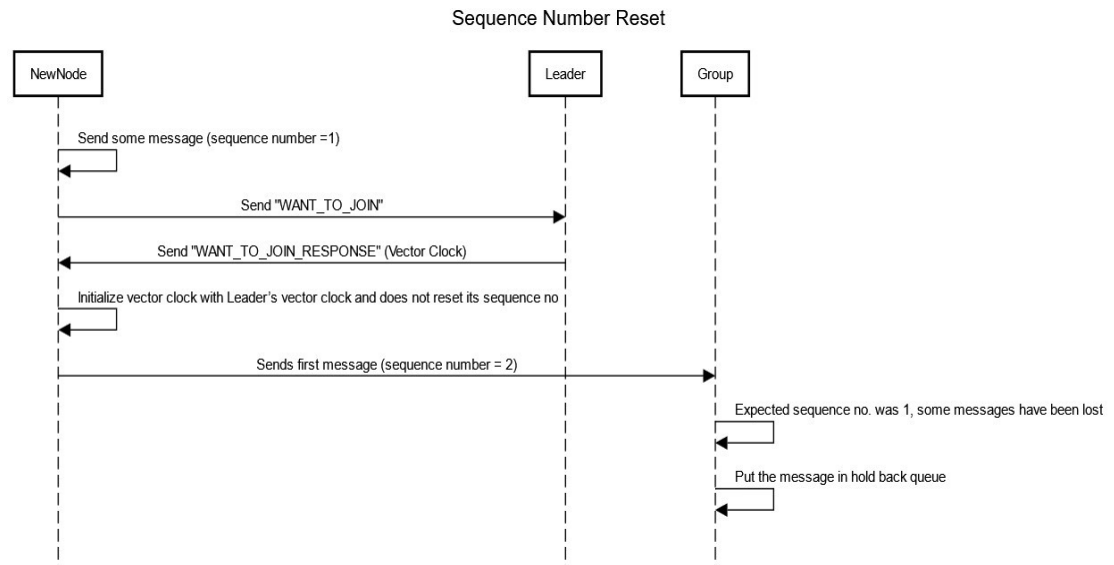 Sequence Number Reset
NewNode
Leader
Group
Send some message (sequence number =1)
Send "WANT_TO_JOIN"
Send "WANT_TO_JOIN_RESPONSE" (Vector Clock)
Initialize vector clock with Leader’s vector clock and does not reset its sequence no
Sends first message (sequence number = 2)
Expected sequence no. was 1, some messages have been lost
Put the message in hold back queue